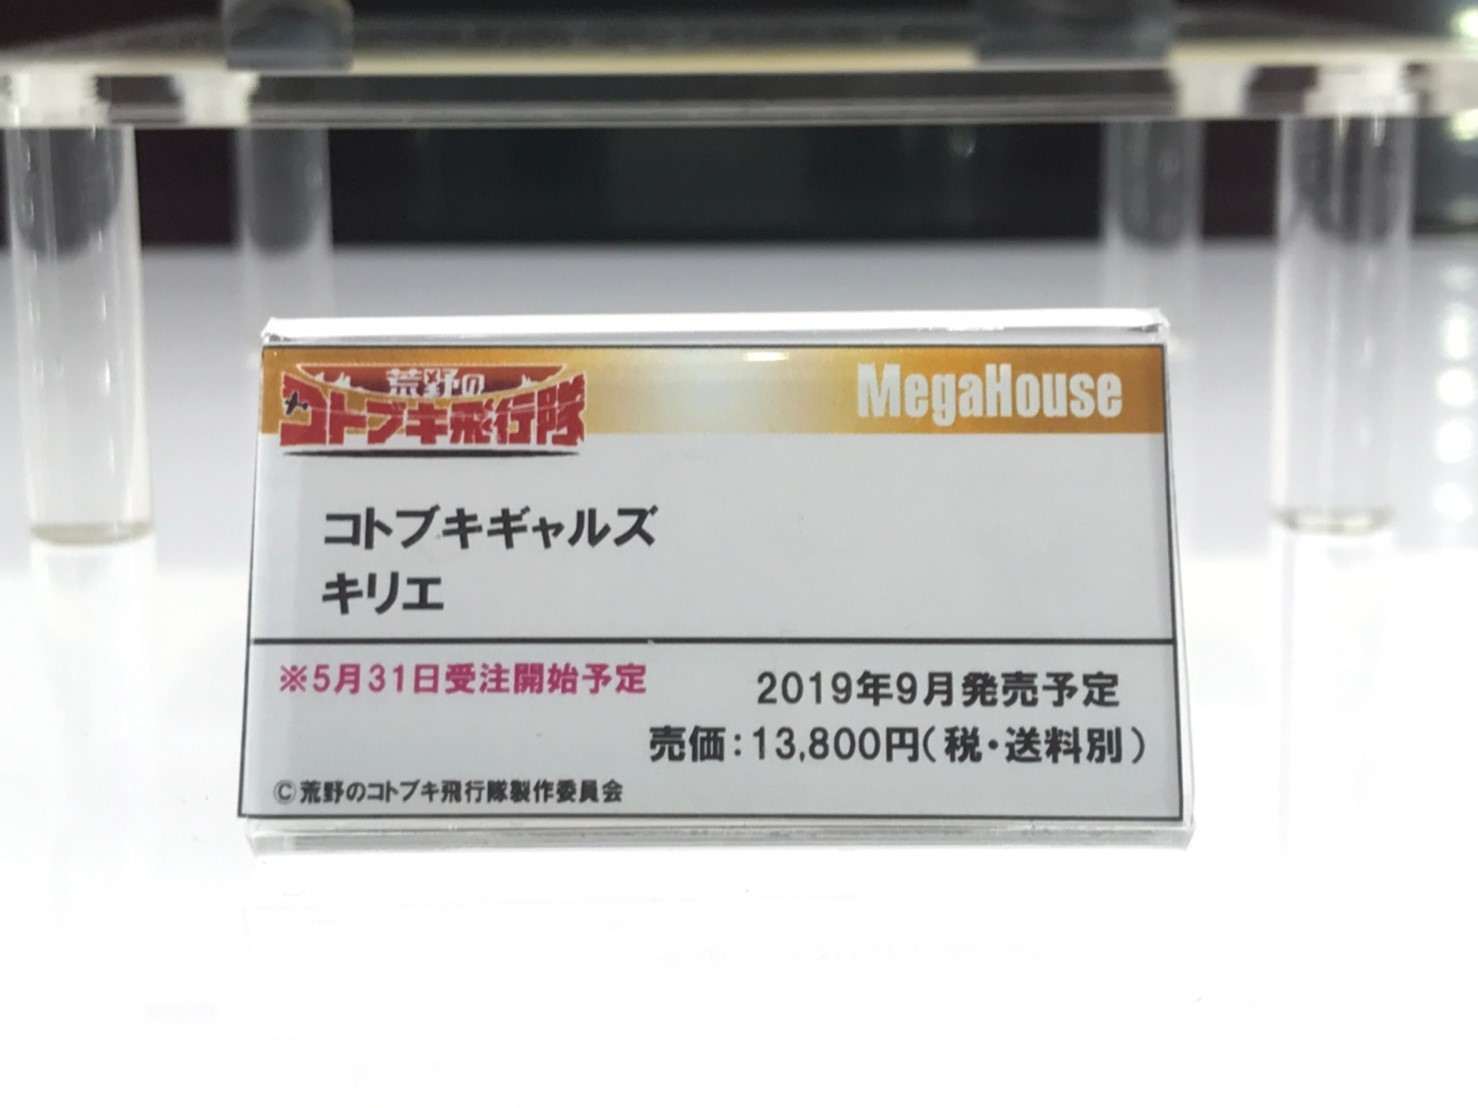 荒野の
コトブキ飛行隊
MegaHouse
コトブキギャルズ
キリエ
※5月31日受注開始予定
2019年9月発売予定
売価：13,800円（税・送料別）
©荒野のコトブキ飛行隊製作委員会